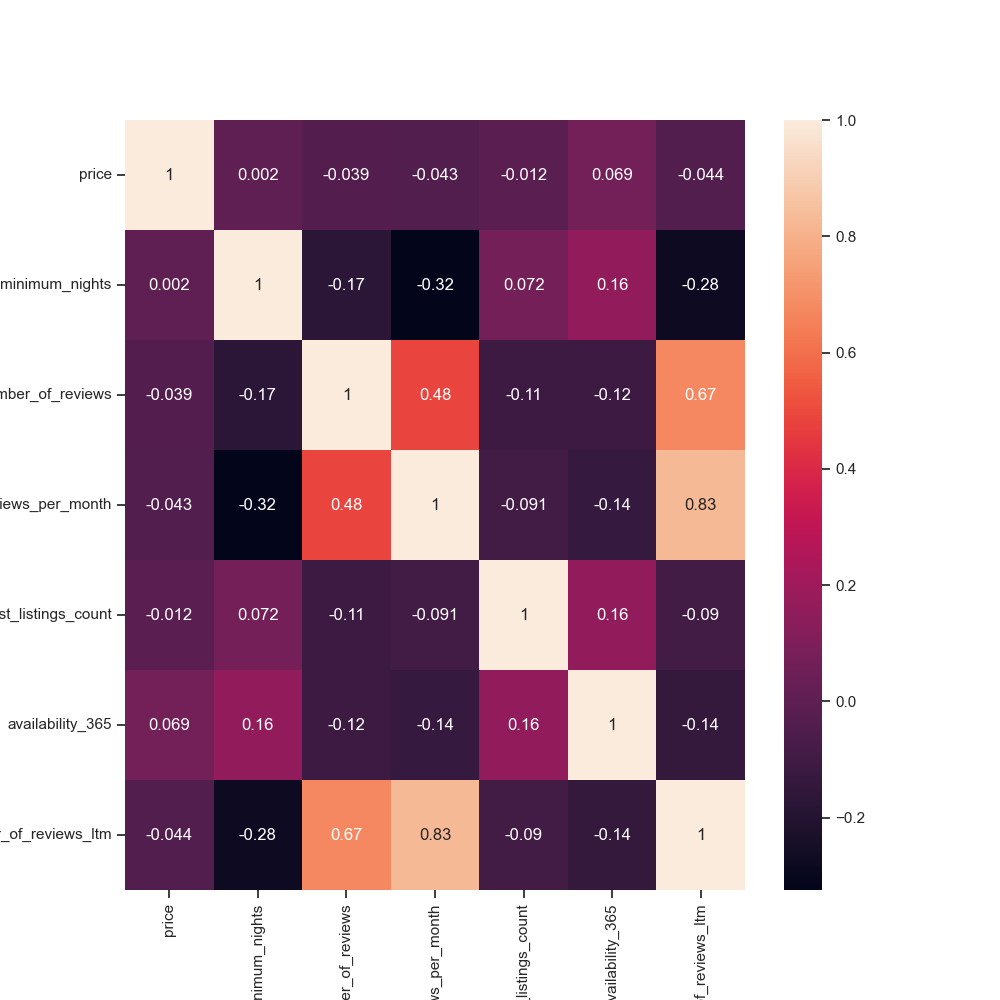 price 1 0.002 -0.039 -0.043 -0.012 0.069 -0.044
minimum_nights 0.002 1 -0.17 -0.32 0.072 0.16 -0.28
mber_of_reviews -0.039 -0.17 1 0.48 -0.11 -0.12 0.67
iews_per_month -0.043 -0.32 0.48 1 -0.091 -0.14 0.83
st_listings_count -0.012 0.072 -0.11 -0.091 1 0.16 -0.09
availability_365 0.069 0.16 -0.12 -0.14 0.16 1 -0.14
r_of_reviews_ltm -0.044 -0.28 0.67 0.83 -0.09 -0.14 1
price
nimum_nights
er_of_reviews
ws_per_month
_listings_count
vailability_365
of_reviews_ltm
1.0
0.8
0.6
0.4
0.2
0.0
−0.2